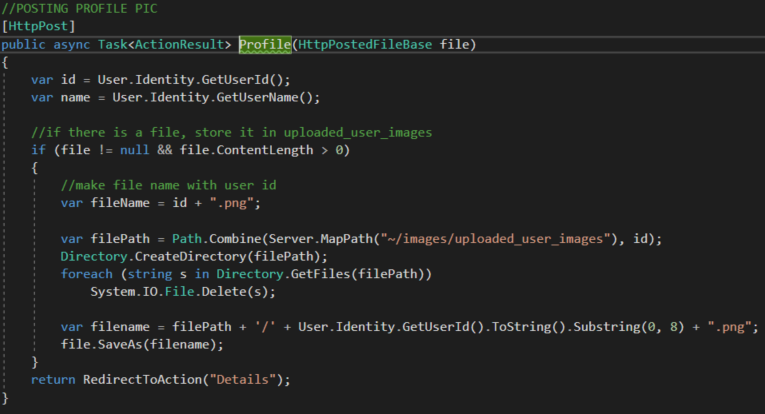 //POSTING PROFILE PIC
[HttpPost]
public async Task<ActionResult> Profile(HttpPostedFileBase file)
{
    var id = User.Identity.GetUserId();
    var name = User.Identity.GetUserName();

    //if there is a file, store it in uploaded_user_images
    if (file != null && file.ContentLength > 0)
    {
        //make file name with user id
        var fileName = id + ".png";

        var filePath = Path.Combine(Server.MapPath("~/images/uploaded_user_images"), id);
        Directory.CreateDirectory(filePath);
        foreach (string s in Directory.GetFiles(filePath))
            System.IO.File.Delete(s);

        var filename = filePath + '/' + User.Identity.GetUserId().ToString().Substring(0, 8) + ".png";
        file.SaveAs(filename);
    }
    return RedirectToAction("Details");
}